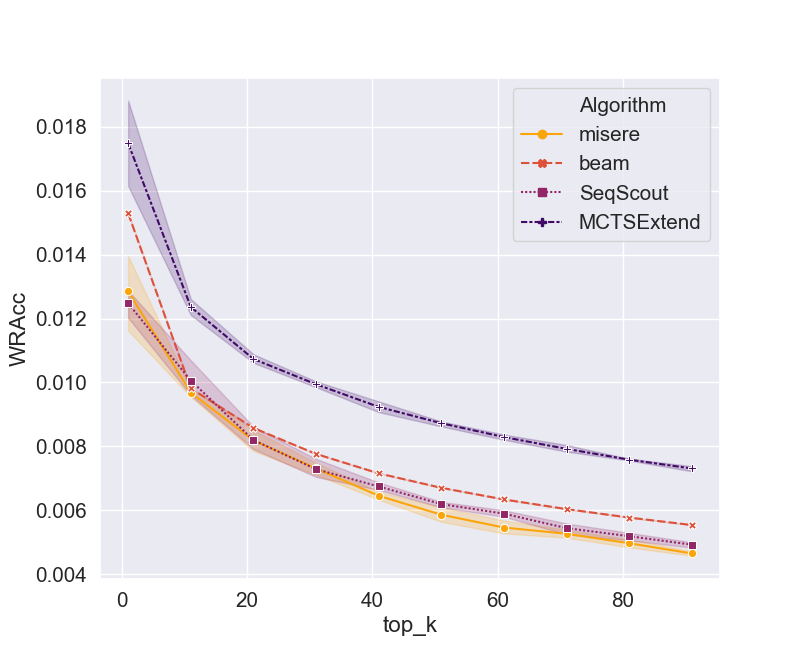 Algorithm
misere
beam
SeqScout
MCTSExtend
WRAcc
0.018
0.016
0.014
0.012
0.010
0.008
0.006
0.004
0 20 40 60 80
top_k